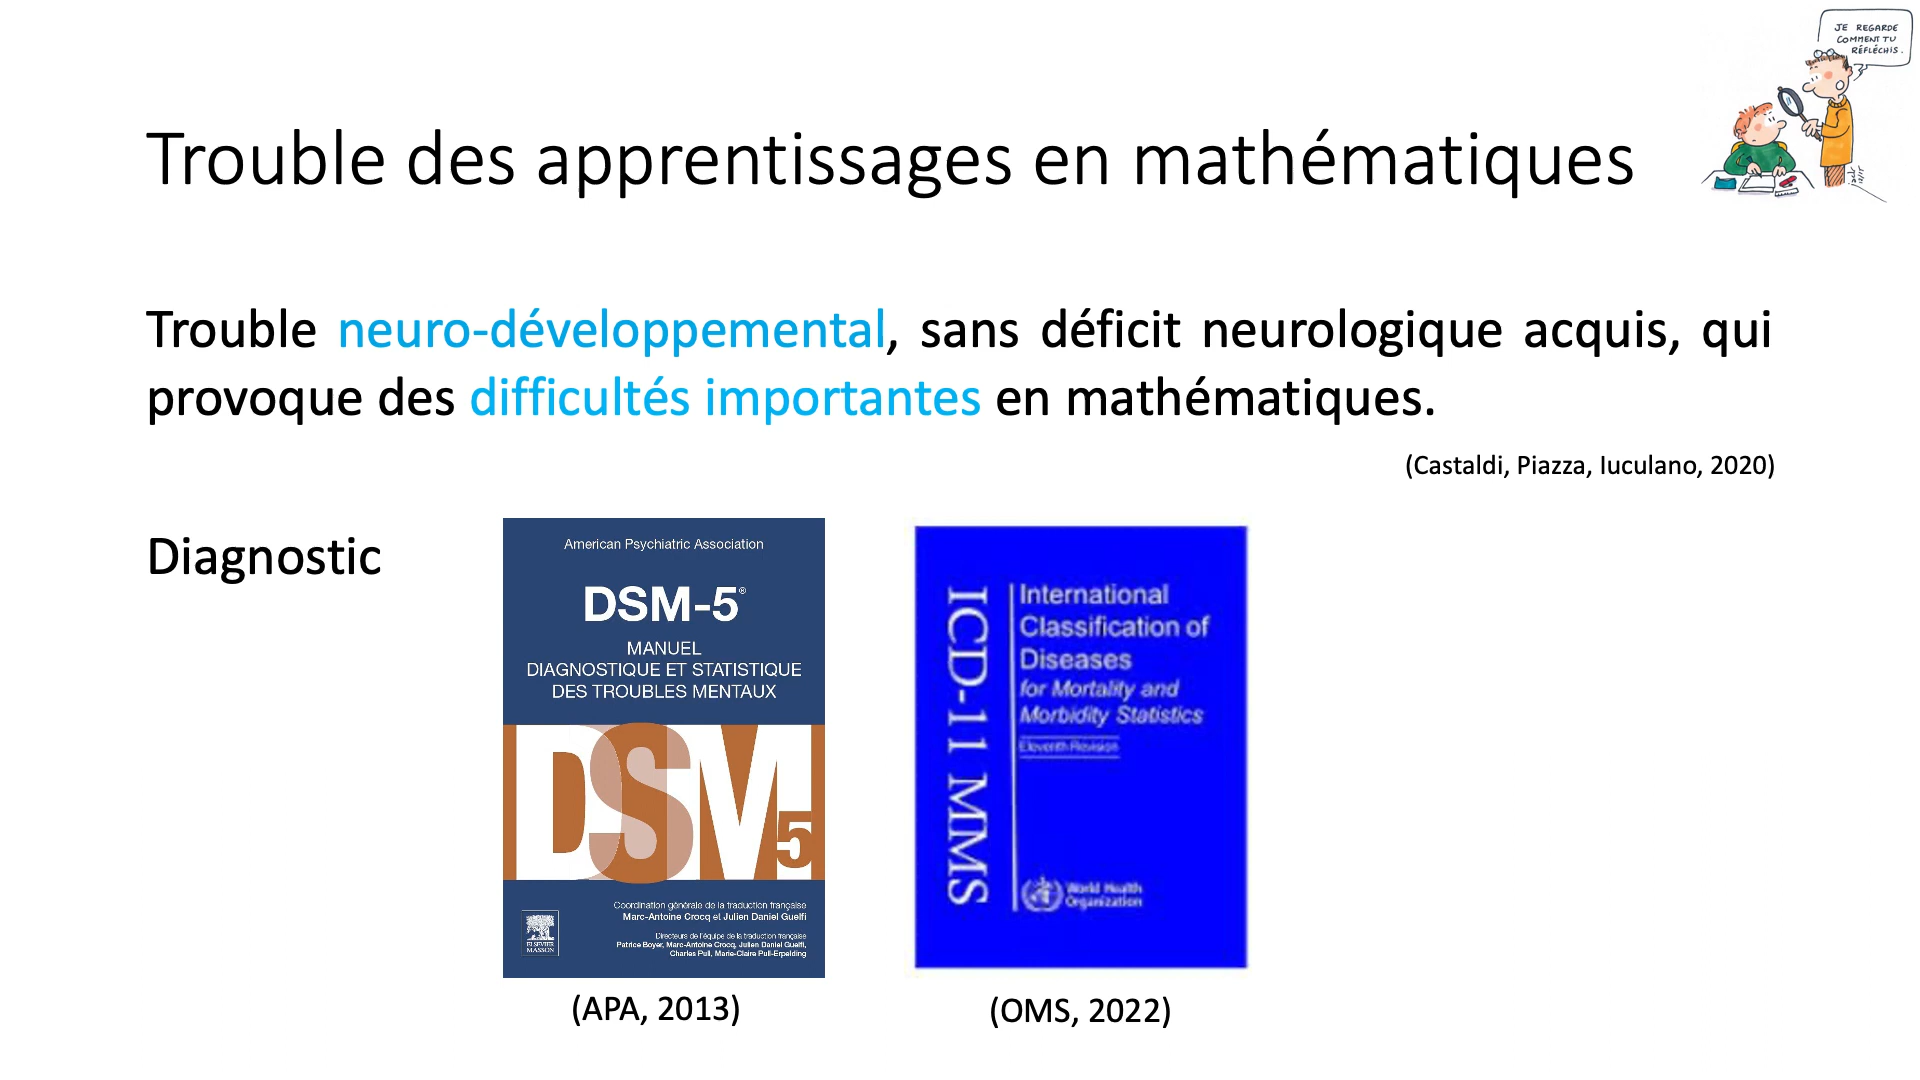 JE REGARDE
COMMENT TU
RÉFLÉCHIS.
Trouble des apprentissages en mathématiques
Trouble neuro-développemental, sans déficit neurologique acquis, qui
provoque des difficultés importantes en mathématiques.
(Castaldi, Piazza, Iuculano, 2020)
Diagnostic
American Psychiatric Association
DSM-5®
MANUEL
DIAGNOSTIQUE ET STATISTIQUE
DES TROUBLES MENTAUX
DSM5
Coordination générale de la traduction française
Marc-Antoine Crocq et Julien Daniel Guelfi
Directeurs de l'équipe de la traduction française
Patrice Boyer, Marc-Antoine Crocq, Julien Daniel Guelfi,
Charles Pull, Marie-Claire Pull-Erpelding
ELSEVIER
MASSON
(APA, 2013)
ICD-11 MMS
International
Classification of
Diseases
for Mortality and
Morbidity Statistics
Eleventh Revision
World Health
Organization
(OMS, 2022)